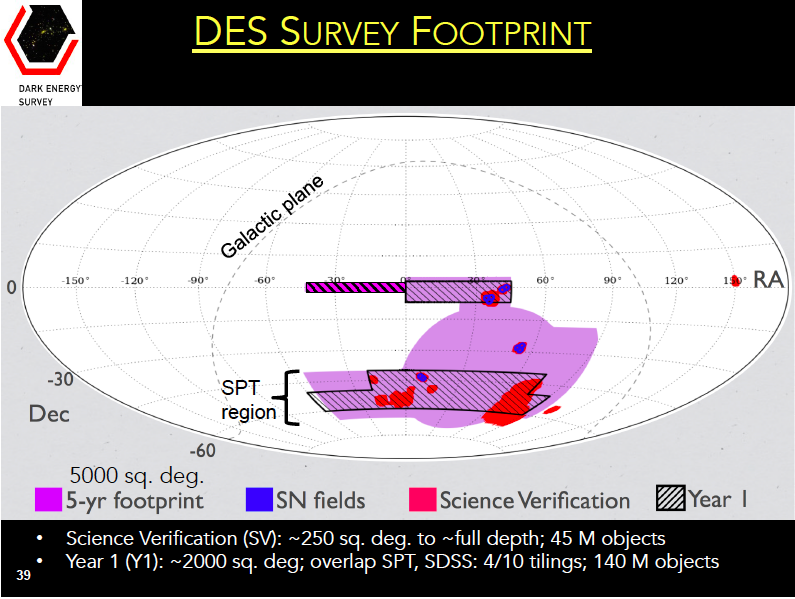 DES SURVEY FOOTPRINT
DARK ENERGY
SURVEY
Galactic plane
0
-150°
-120°
-90°
-60°
-30°
0°
30°
60°
90°
120°
150°
RA
-30
Dec
SPT
region
-60
5000 sq. deg.
5-yr footprint
SN fields
Science Verification
Year 1
• Science Verification (SV): ~250 sq. deg. to ~full depth; 45 M objects
• Year 1 (Y1): ~2000 sq. deg; overlap SPT, SDSS: 4/10 tilings; 140 M objects
39